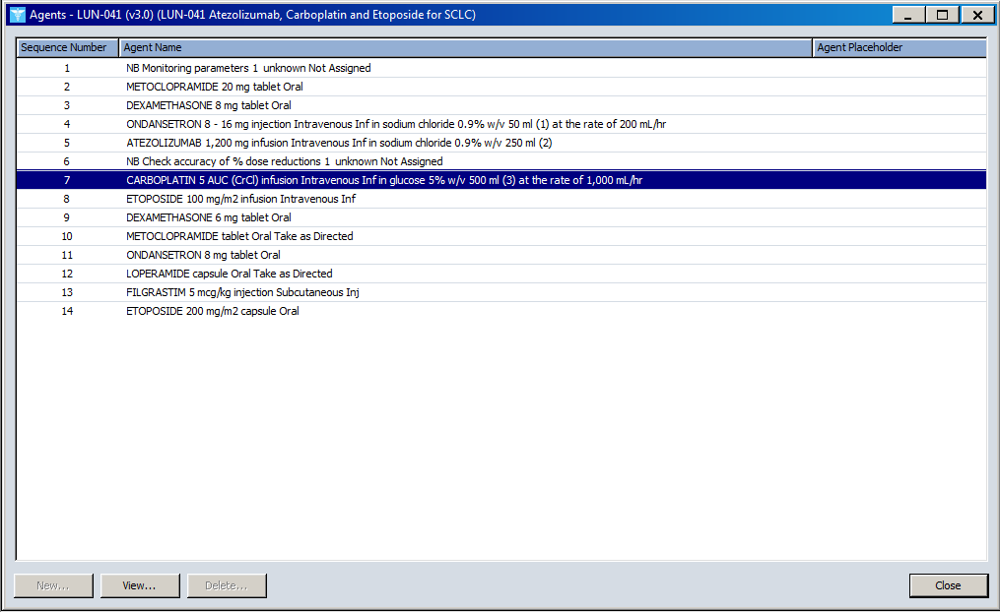 Agents - LUN-041 (v3.0) (LUN-041 Atezolizumab, Carboplatin and Etoposide for SCLC)
Sequence Number Agent Name Agent Placeholder
1 NB Monitoring parameters 1 unknown Not Assigned
2 METOCLOPRAMIDE 20 mg tablet Oral
3 DEXAMETHASONE 8 mg tablet Oral
4 ONDANSETRON 8 - 16 mg injection Intravenous Inf in sodium chloride 0.9% w/v 50 ml (1) at the rate of 200 mL/hr
5 ATEZOLIZUMAB 1,200 mg infusion Intravenous Inf in sodium chloride 0.9% w/v 250 ml (2)
6 NB Check accuracy of % dose reductions 1 unknown Not Assigned
7 CARBOPLATIN 5 AUC (CrCl) infusion Intravenous Inf in glucose 5% w/v 500 ml (3) at the rate of 1,000 mL/hr
8 ETOPOSIDE 100 mg/m2 infusion Intravenous Inf
9 DEXAMETHASONE 6 mg tablet Oral
10 METOCLOPRAMIDE tablet Oral Take as Directed
11 ONDANSETRON 8 mg tablet Oral
12 LOPERAMIDE capsule Oral Take as Directed
13 FILGRASTIM 5 mcg/kg injection Subcutaneous Inj
14 ETOPOSIDE 200 mg/m2 capsule Oral
New... View... Delete... Close